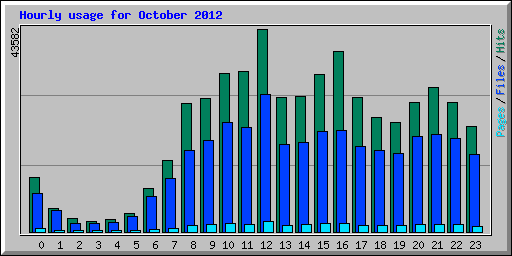 Hourly usage for October 2012
43582
Pages/Files/Hits
0 1 2 3 4 5 6 7 8 9 10 11 12 13 14 15 16 17 18 19 20 21 22 23